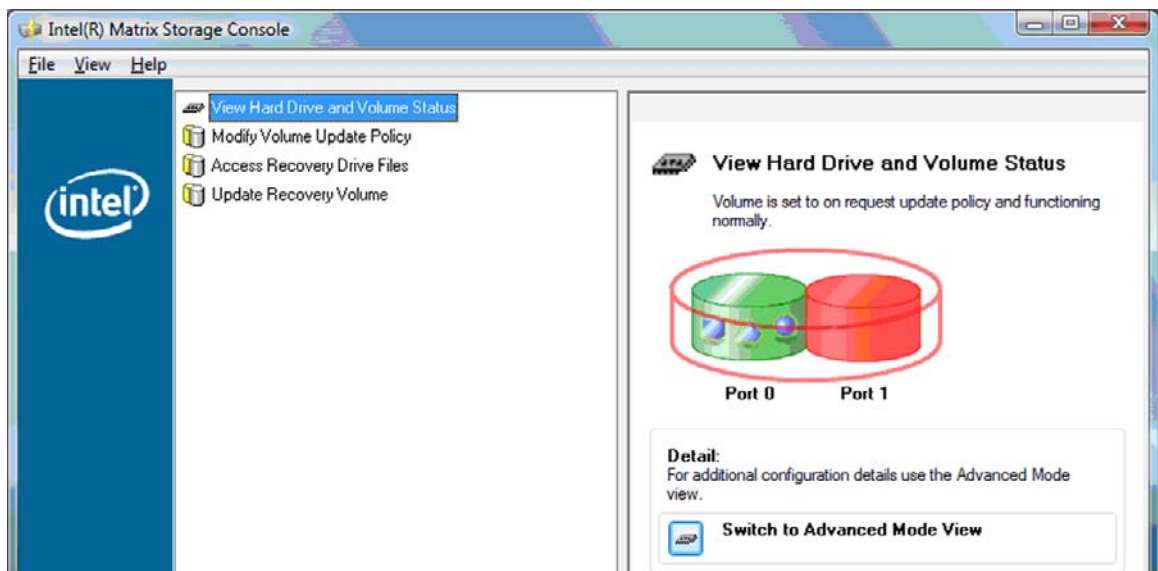 Intel(R) Matrix Storage Console
File View Help
intel
View Hard Drive and Volume Status
Modify Volume Update Policy
Access Recovery Drive Files
Update Recovery Volume
View Hard Drive and Volume Status
Volume is set to on request update policy and functioning
normally.
Port 0 Port 1
Detail:
For additional configuration details use the Advanced Mode
view.
Switch to Advanced Mode View